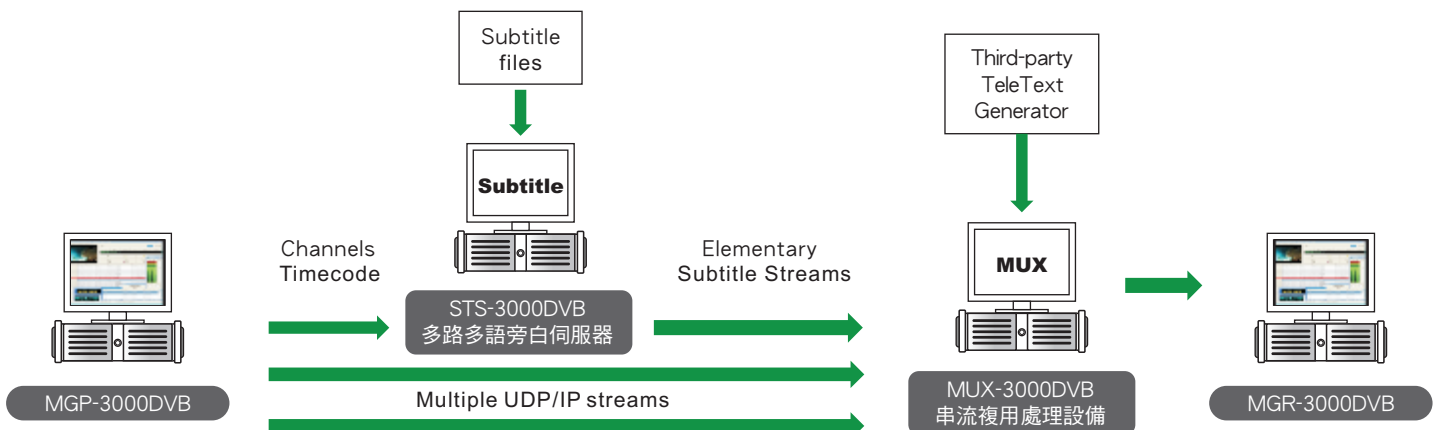 Subtitle
files
Third-party
TeleText
Generator
Subtitle
MUX
Channels
Timecode
Elementary
Subtitle Streams
STS-3000DVB
多路多語旁白伺服器
Multiple UDP/IP streams
MGP-3000DVB
MUX-3000DVB
串流複用處理設備
MGR-3000DVB